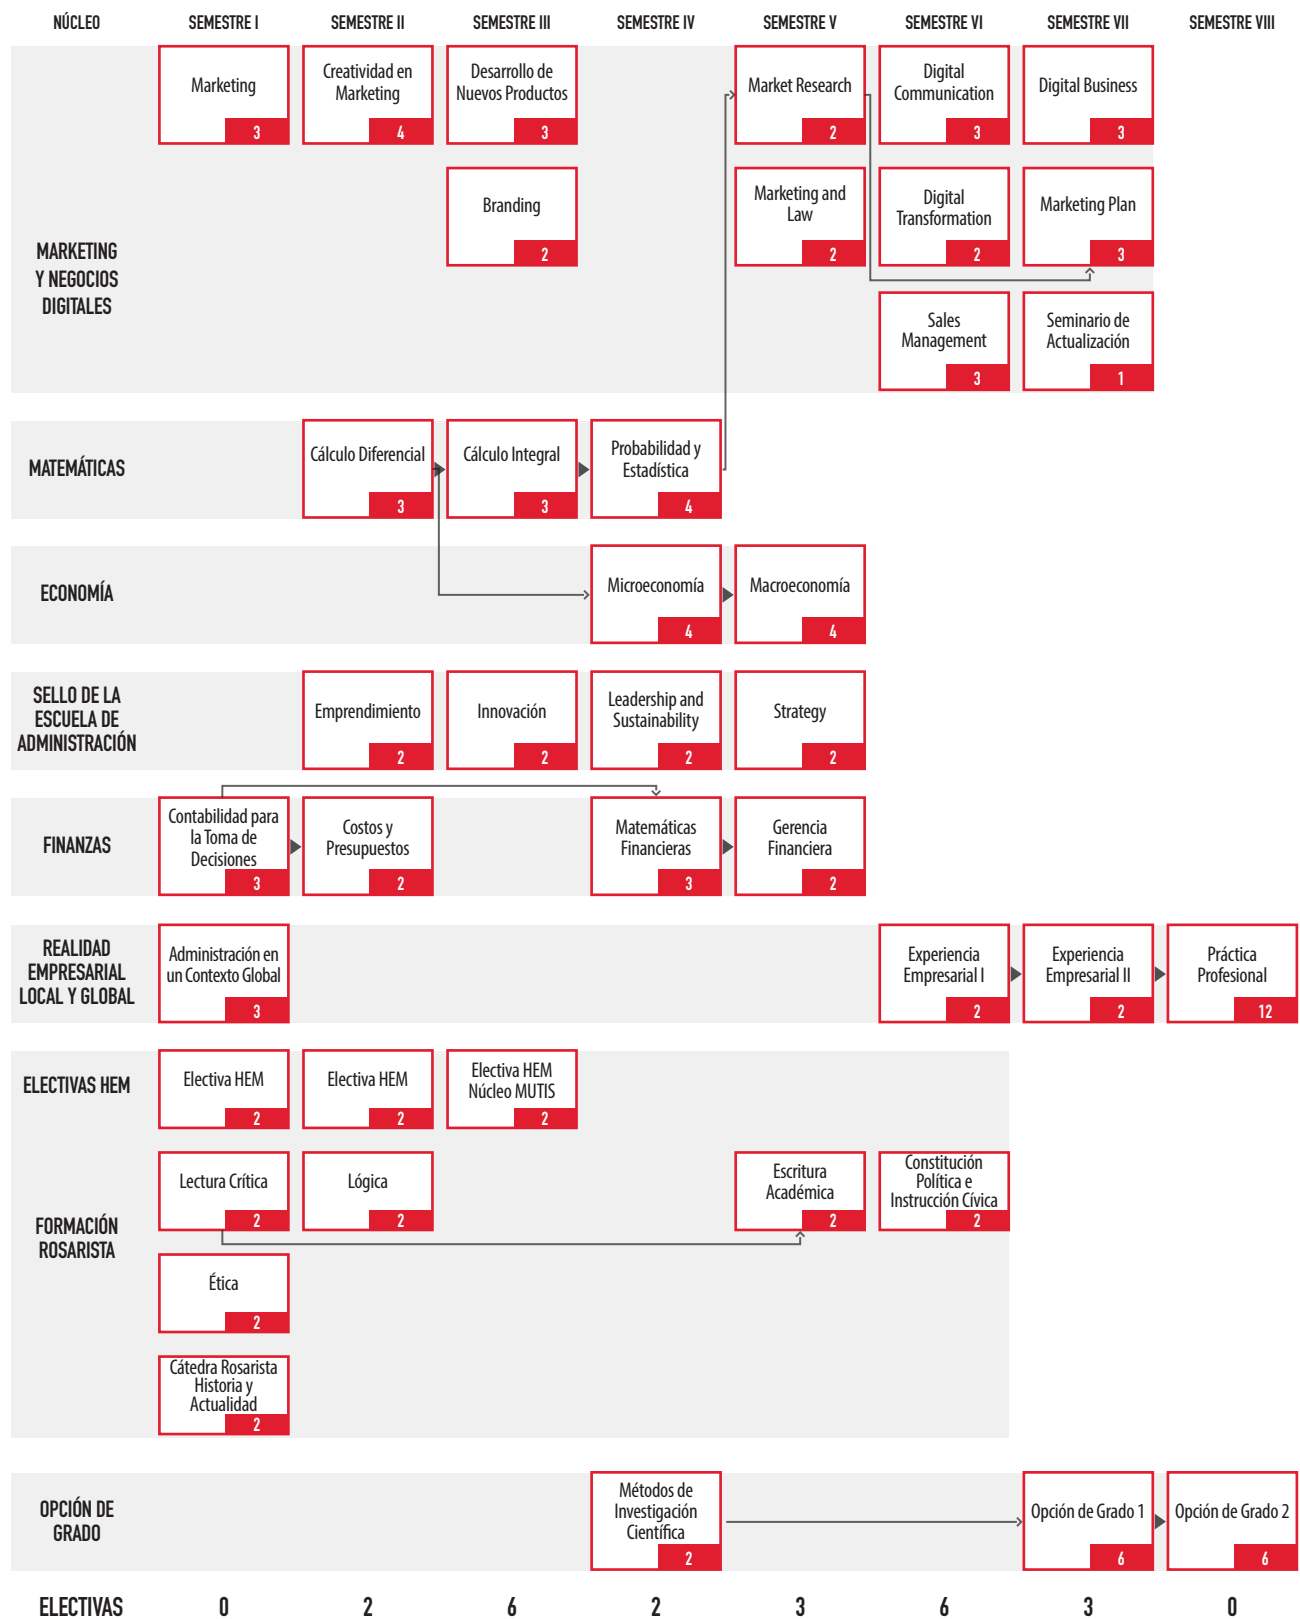 NÚCLEO SEMESTRE I SEMESTRE II SEMESTRE III SEMESTRE IV SEMESTRE V SEMESTRE VI SEMESTRE VII SEMESTRE VIII
MARKETING
Y NEGOCIOS
DIGITALES
Marketing
3
Creatividad en
Marketing
4
Desarrollo de
Nuevos Productos
3
Market Research
2
Digital
Communication
3
Digital Business
3
Branding
2
Marketing and
Law
2
Digital
Transformation
2
Marketing Plan
3
Sales
Management
3
Seminario de
Actualización
1
MATEMÁTICAS
Cálculo Diferencial
3
Cálculo Integral
3
Probabilidad y
Estadística
4
ECONOMÍA
Microeconomía
4
Macroeconomía
4
SELLO DE LA
ESCUELA DE
ADMINISTRACIÓN
Emprendimiento
2
Innovación
2
Leadership and
Sustainability
2
Strategy
2
FINANZAS
Contabilidad para
la Toma de
Decisiones
3
Costos y
Presupuestos
2
Matemáticas
Financieras
3
Gerencia
Financiera
2
REALIDAD
EMPRESARIAL
LOCAL Y GLOBAL
Administración en
un Contexto Global
3
Experiencia
Empresarial I
2
Experiencia
Empresarial II
2
Práctica
Profesional
12
ELECTIVAS HEM
Electiva HEM
2
Electiva HEM
2
Electiva HEM
Núcleo MUTIS
2
FORMACIÓN
ROSARISTA
Lectura Crítica
2
Lógica
2
Escritura
Académica
2
Constitución
Política e
Instrucción Cívica
2
Ética
2
Cátedra Rosarista
Historia y
Actualidad
2
OPCIÓN DE
GRADO
Métodos de
Investigación
Científica
2
Opción de Grado 1
6
Opción de Grado 2
6
ELECTIVAS 0 2 6 2 3 6 3 0